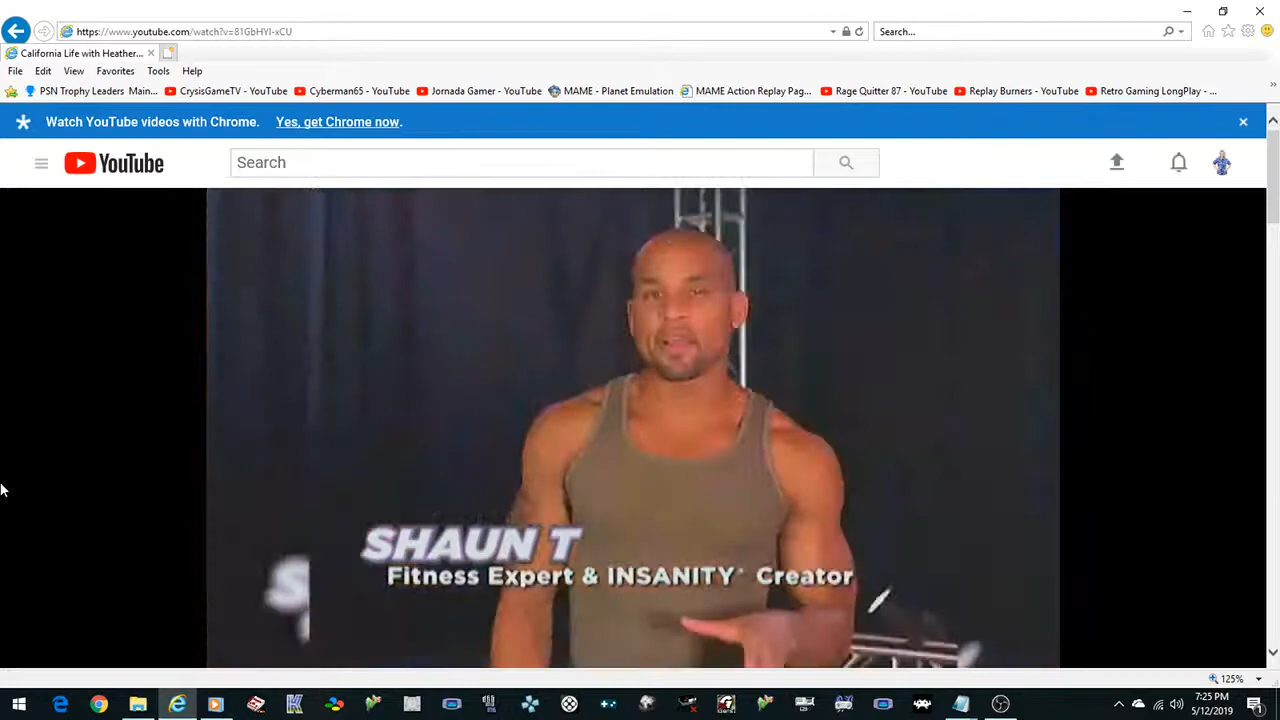 https://www.youtube.com/watch?v=81GbHYI-xCU
Search...
California Life with Heather...
File Edit View Favorites Tools Help
PSN Trophy Leaders Main... CrysisGameTV - YouTube Cyberman65 - YouTube Jornada Gamer - YouTube MAME - Planet Emulation MAME Action Replay Pag... Rage Quitter 87 - YouTube Replay Burners - YouTube Retro Gaming LongPlay - ...
Watch YouTube videos with Chrome. Yes, get Chrome now.
YouTube
Search
SHAUN T
Fitness Expert & INSANITY Creator
S
125%
7:25 PM
5/12/2019